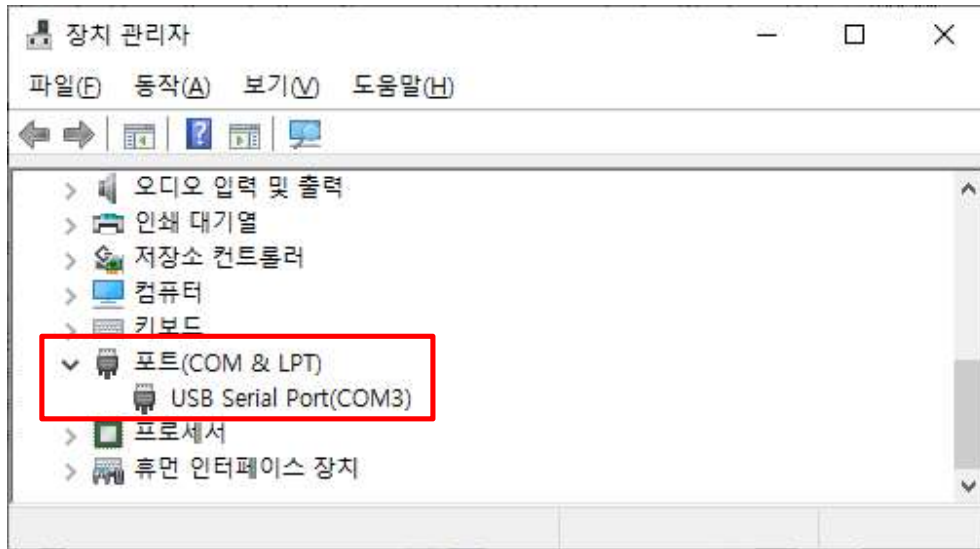 장치 관리자
파일(F) 동작(A) 보기(V) 도움말(H)
오디오 입력 및 출력
인쇄 대기열
저장소 컨트롤러
컴퓨터
키보드
포트(COM & LPT)
USB Serial Port(COM3)
프로세서
휴먼 인터페이스 장치